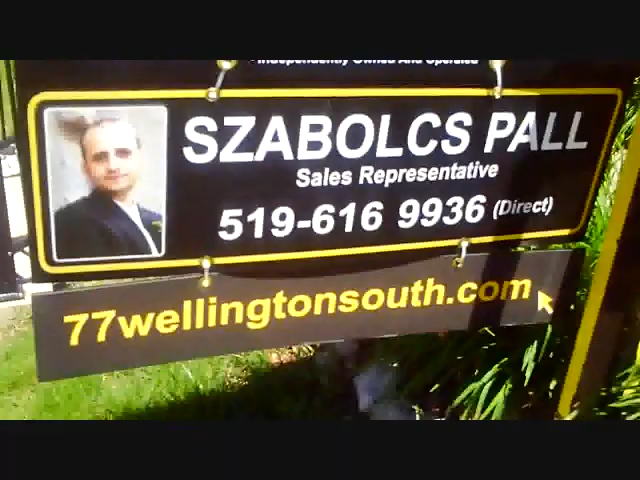 Independently Owned And Operated
SZABOLCS PALL
Sales Representative
519-616 9936 (Direct)
77wellingtonsouth.com